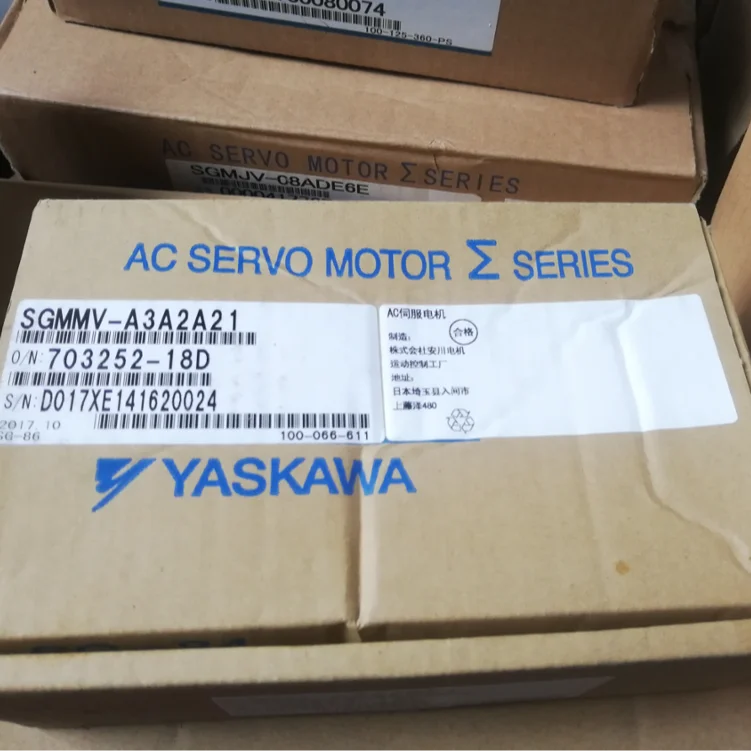 100-125-360-PS
AC SERVO MOTOR Σ SERIES
SGMJV-08ADE6E
AC SERVO MOTOR Σ SERIES
SGMMV-A3A2A21
O/N: 703252-18D
S/N: D017XE141620024
2017.10
SG-86
100-066-611
AC伺服电机
合格
制造:
株式会社安川电机
运动控制工厂
地址:
日本埼玉县入间市
上藤泽480
YASKAWA